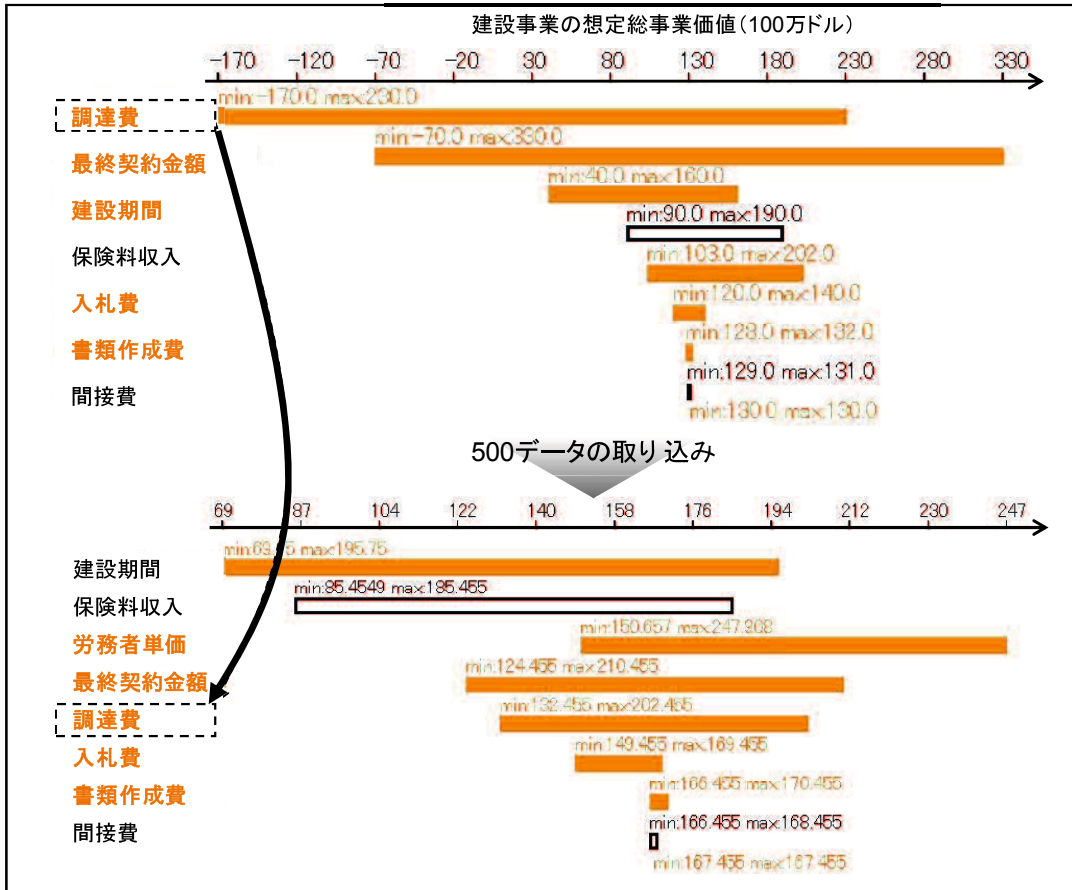 建設事業の想定総事業価値(100万ドル)
-170 -120 -70 -20 30 80 130 180 230 280 330
min:-170.0 max:230.0
調達費
min:-70.0 max:330.0
最終契約金額
min:40.0 max:160.0
建設期間
min:90.0 max:190.0
保険料収入
min:103.0 max:202.0
入札費
min:120.0 max:140.0
書類作成費
min:128.0 max:132.0
間接費
min:129.0 max:131.0
min:130.0 max:130.0
500データの取り込み
69 87 104 122 140 158 176 194 212 230 247
max:195.75
建設期間
min:85.4549 max:185.455
保険料収入
min:150.657 max:247.968
労務者単価
min:124.455 max:210.455
最終契約金額
min:132.455 max:202.455
調達費
min:149.455 max:169.455
入札費
min:166.455 max:170.455
書類作成費
min:166.455 max:168.455
間接費
min:167.455 max:167.455